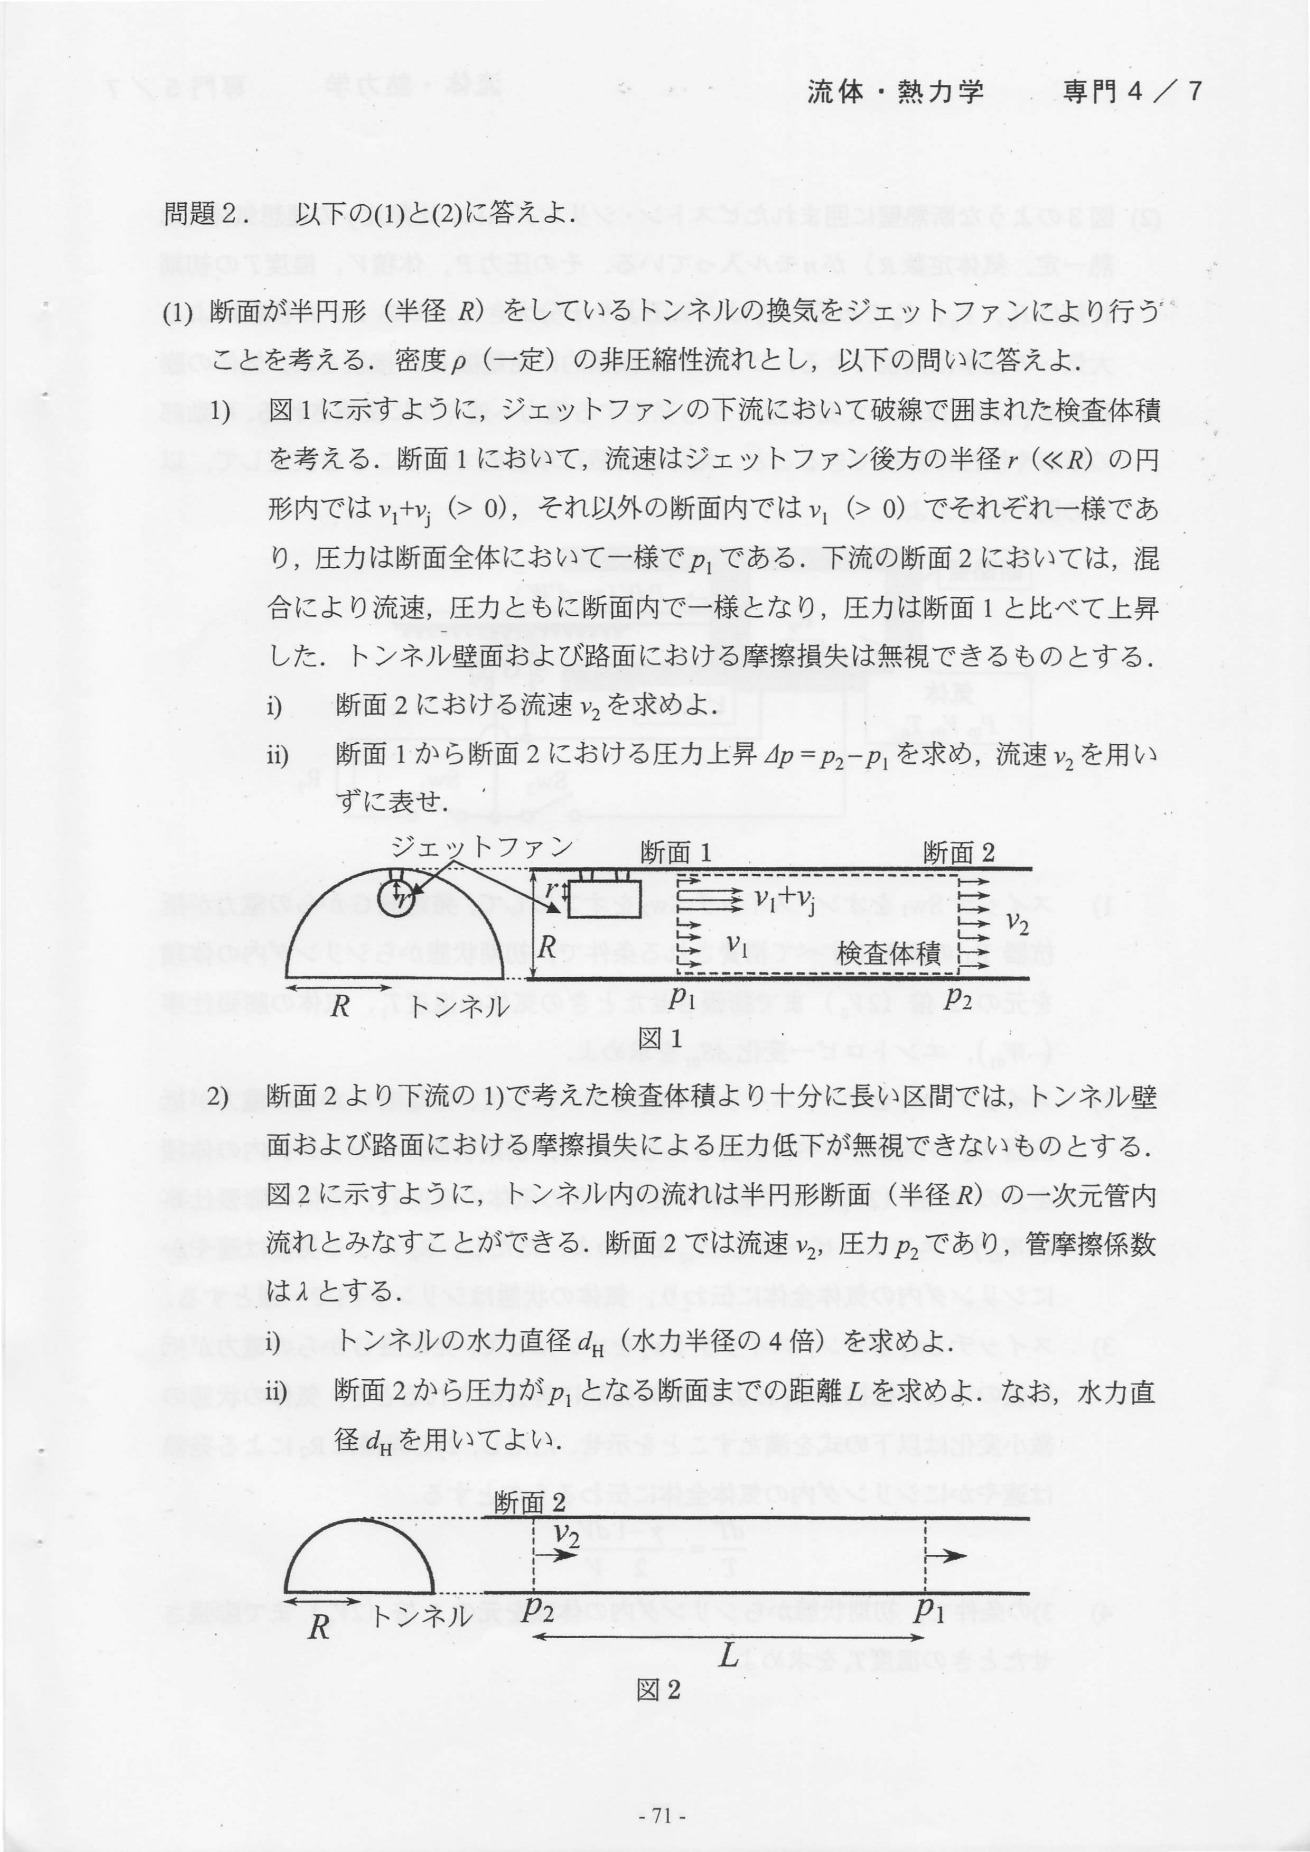 流体・熱力学　　専門４／７
問題２．　以下の(1)と(2)に答えよ．
(1) 断面が半円形（半径 R）をしているトンネルの換気をジェットファンにより行う
ことを考える．密度 ρ（一定）の非圧縮性流れとし，以下の問いに答えよ．
1)　図 1 に示すように，ジェットファンの下流において破線で囲まれた検査体積
を考える．断面 1 において，流速はジェットファン後方の半径 r (≪R) の円
形内では v₁+vⱼ（> 0），それ以外の断面内では v₁（> 0）でそれぞれ一様であ
り，圧力は断面全体において一様で p₁ である．下流の断面 2 においては，混
合により流速，圧力ともに断面内で一様となり，圧力は断面 1 と比べて上昇
した．トンネル壁面および路面における摩擦損失は無視できるものとする．
i)　断面 2 における流速 v₂ を求めよ．
ii)　断面 1 から断面 2 における圧力上昇 Δp = p₂−p₁ を求め，流速 v₂ を用い
ずに表せ．
ジェットファン　断面 1　断面 2
r　r　v₁+vⱼ
R　v₁　検査体積　v₂
R　トンネル　p₁　p₂
図 1
2)　断面 2 より下流の 1)で考えた検査体積より十分に長い区間では，トンネル壁
面および路面における摩擦損失による圧力低下が無視できないものとする．
図 2 に示すように，トンネル内の流れは半円形断面（半径 R）の一次元管内
流れとみなすことができる．断面 2 では流速 v₂，圧力 p₂ であり，管摩擦係数
は λ とする．
i)　トンネルの水力直径 d_H（水力半径の 4 倍）を求めよ．
ii)　断面 2 から圧力が p₁ となる断面までの距離 L を求めよ．なお，水力直
径 d_H を用いてよい．
断面 2
v₂
R　トンネル　p₂　p₁
L
図 2
- 71 -